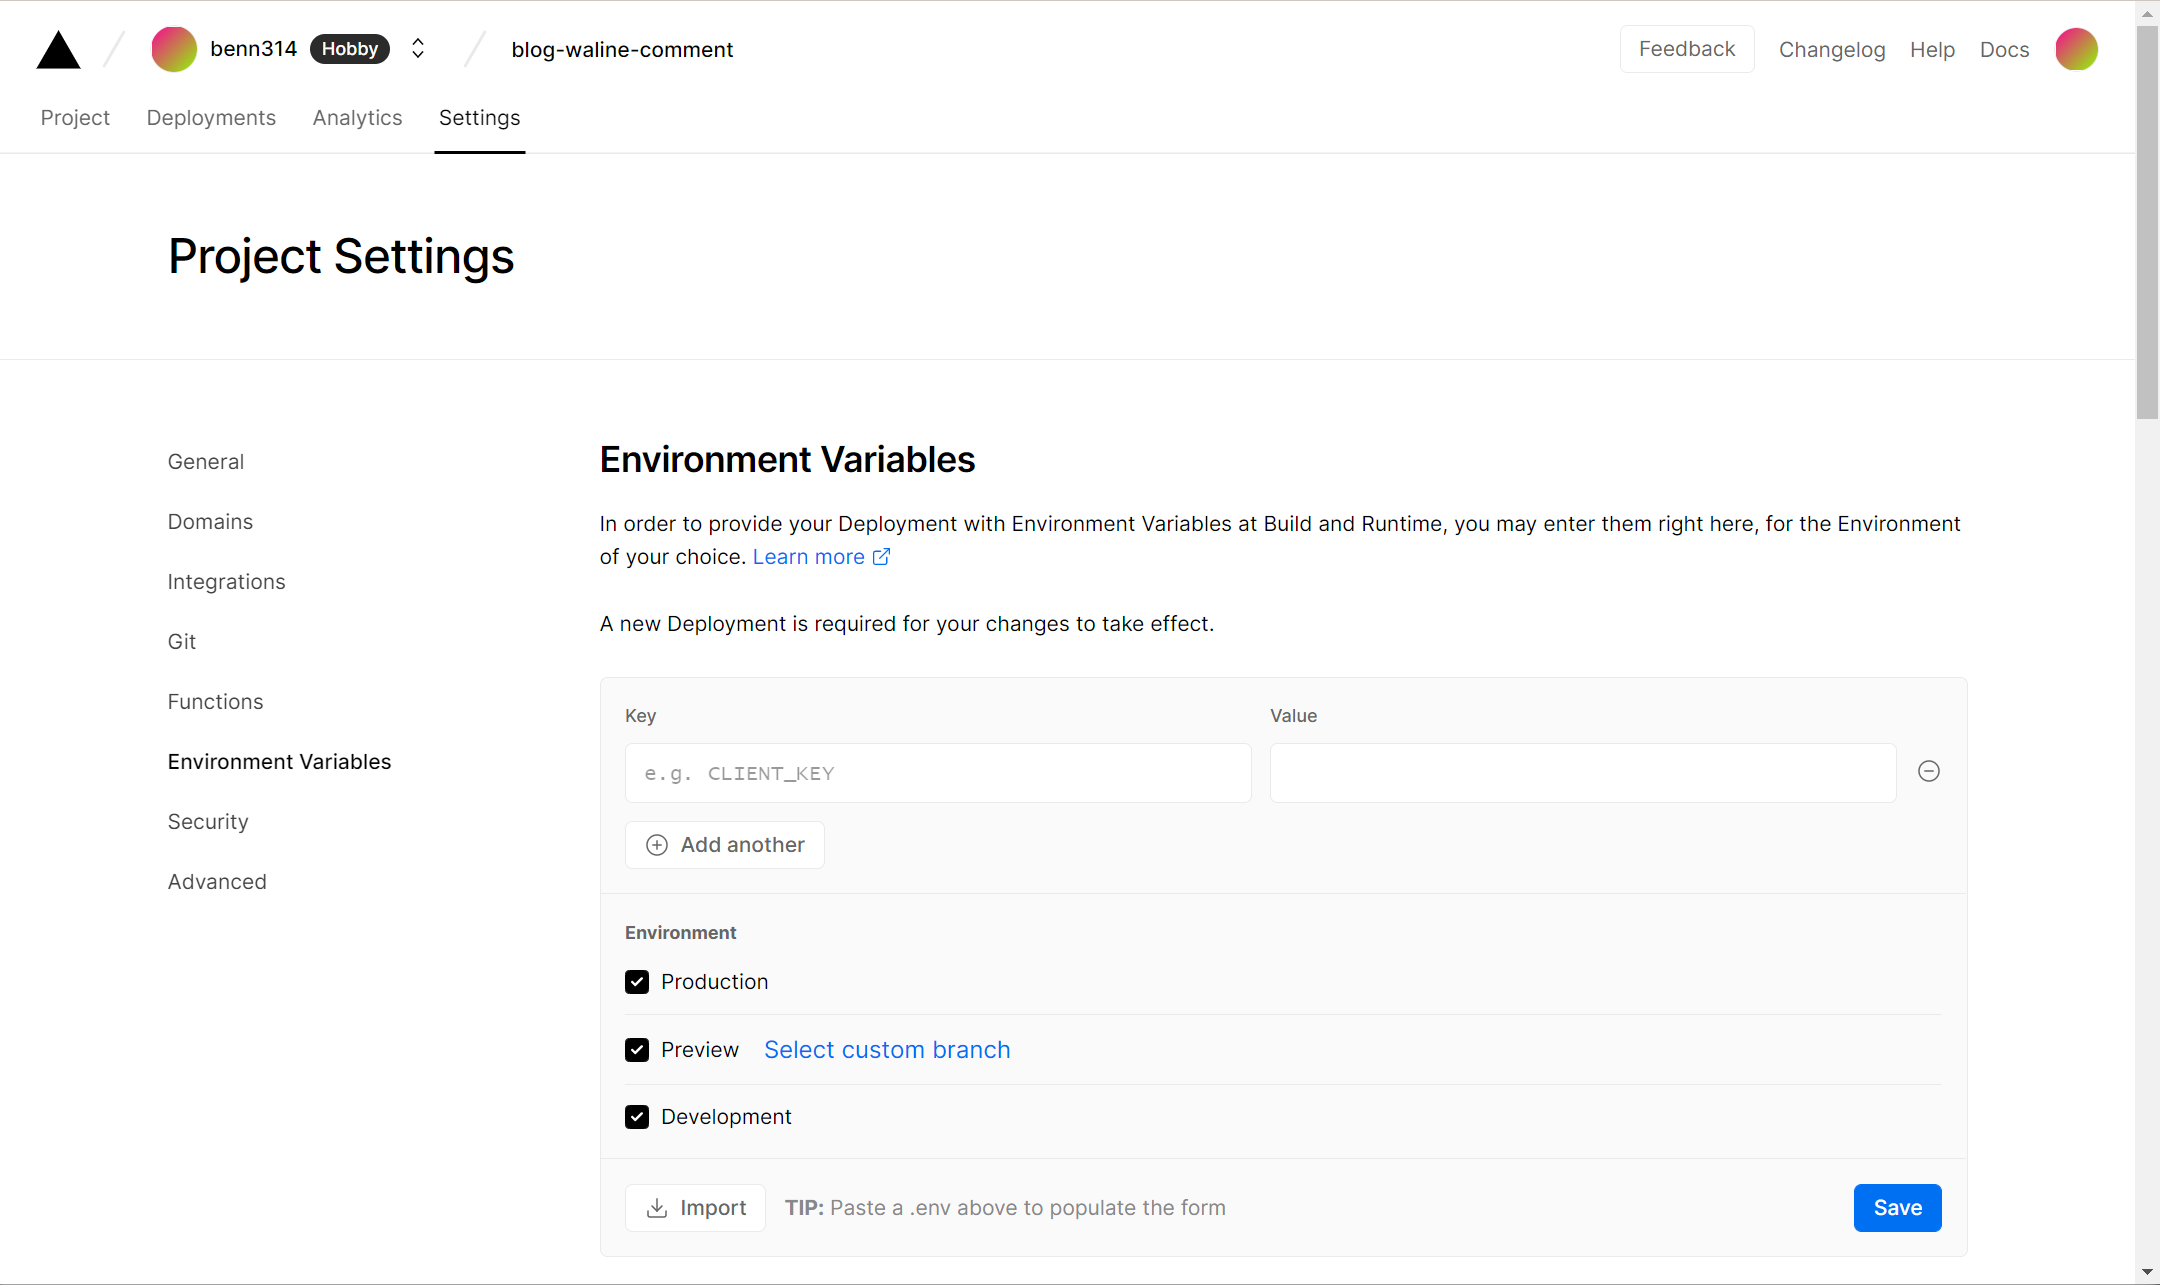 benn314 Hobby blog-waline-comment Feedback Changelog Help Docs
Project Deployments Analytics Settings
Project Settings
General
Domains
Integrations
Git
Functions
Environment Variables
Security
Advanced
Environment Variables
In order to provide your Deployment with Environment Variables at Build and Runtime, you may enter them right here, for the Environment
of your choice. Learn more
A new Deployment is required for your changes to take effect.
Key Value
e.g. CLIENT_KEY
Add another
Environment
Production
Preview Select custom branch
Development
Import TIP: Paste a .env above to populate the form Save